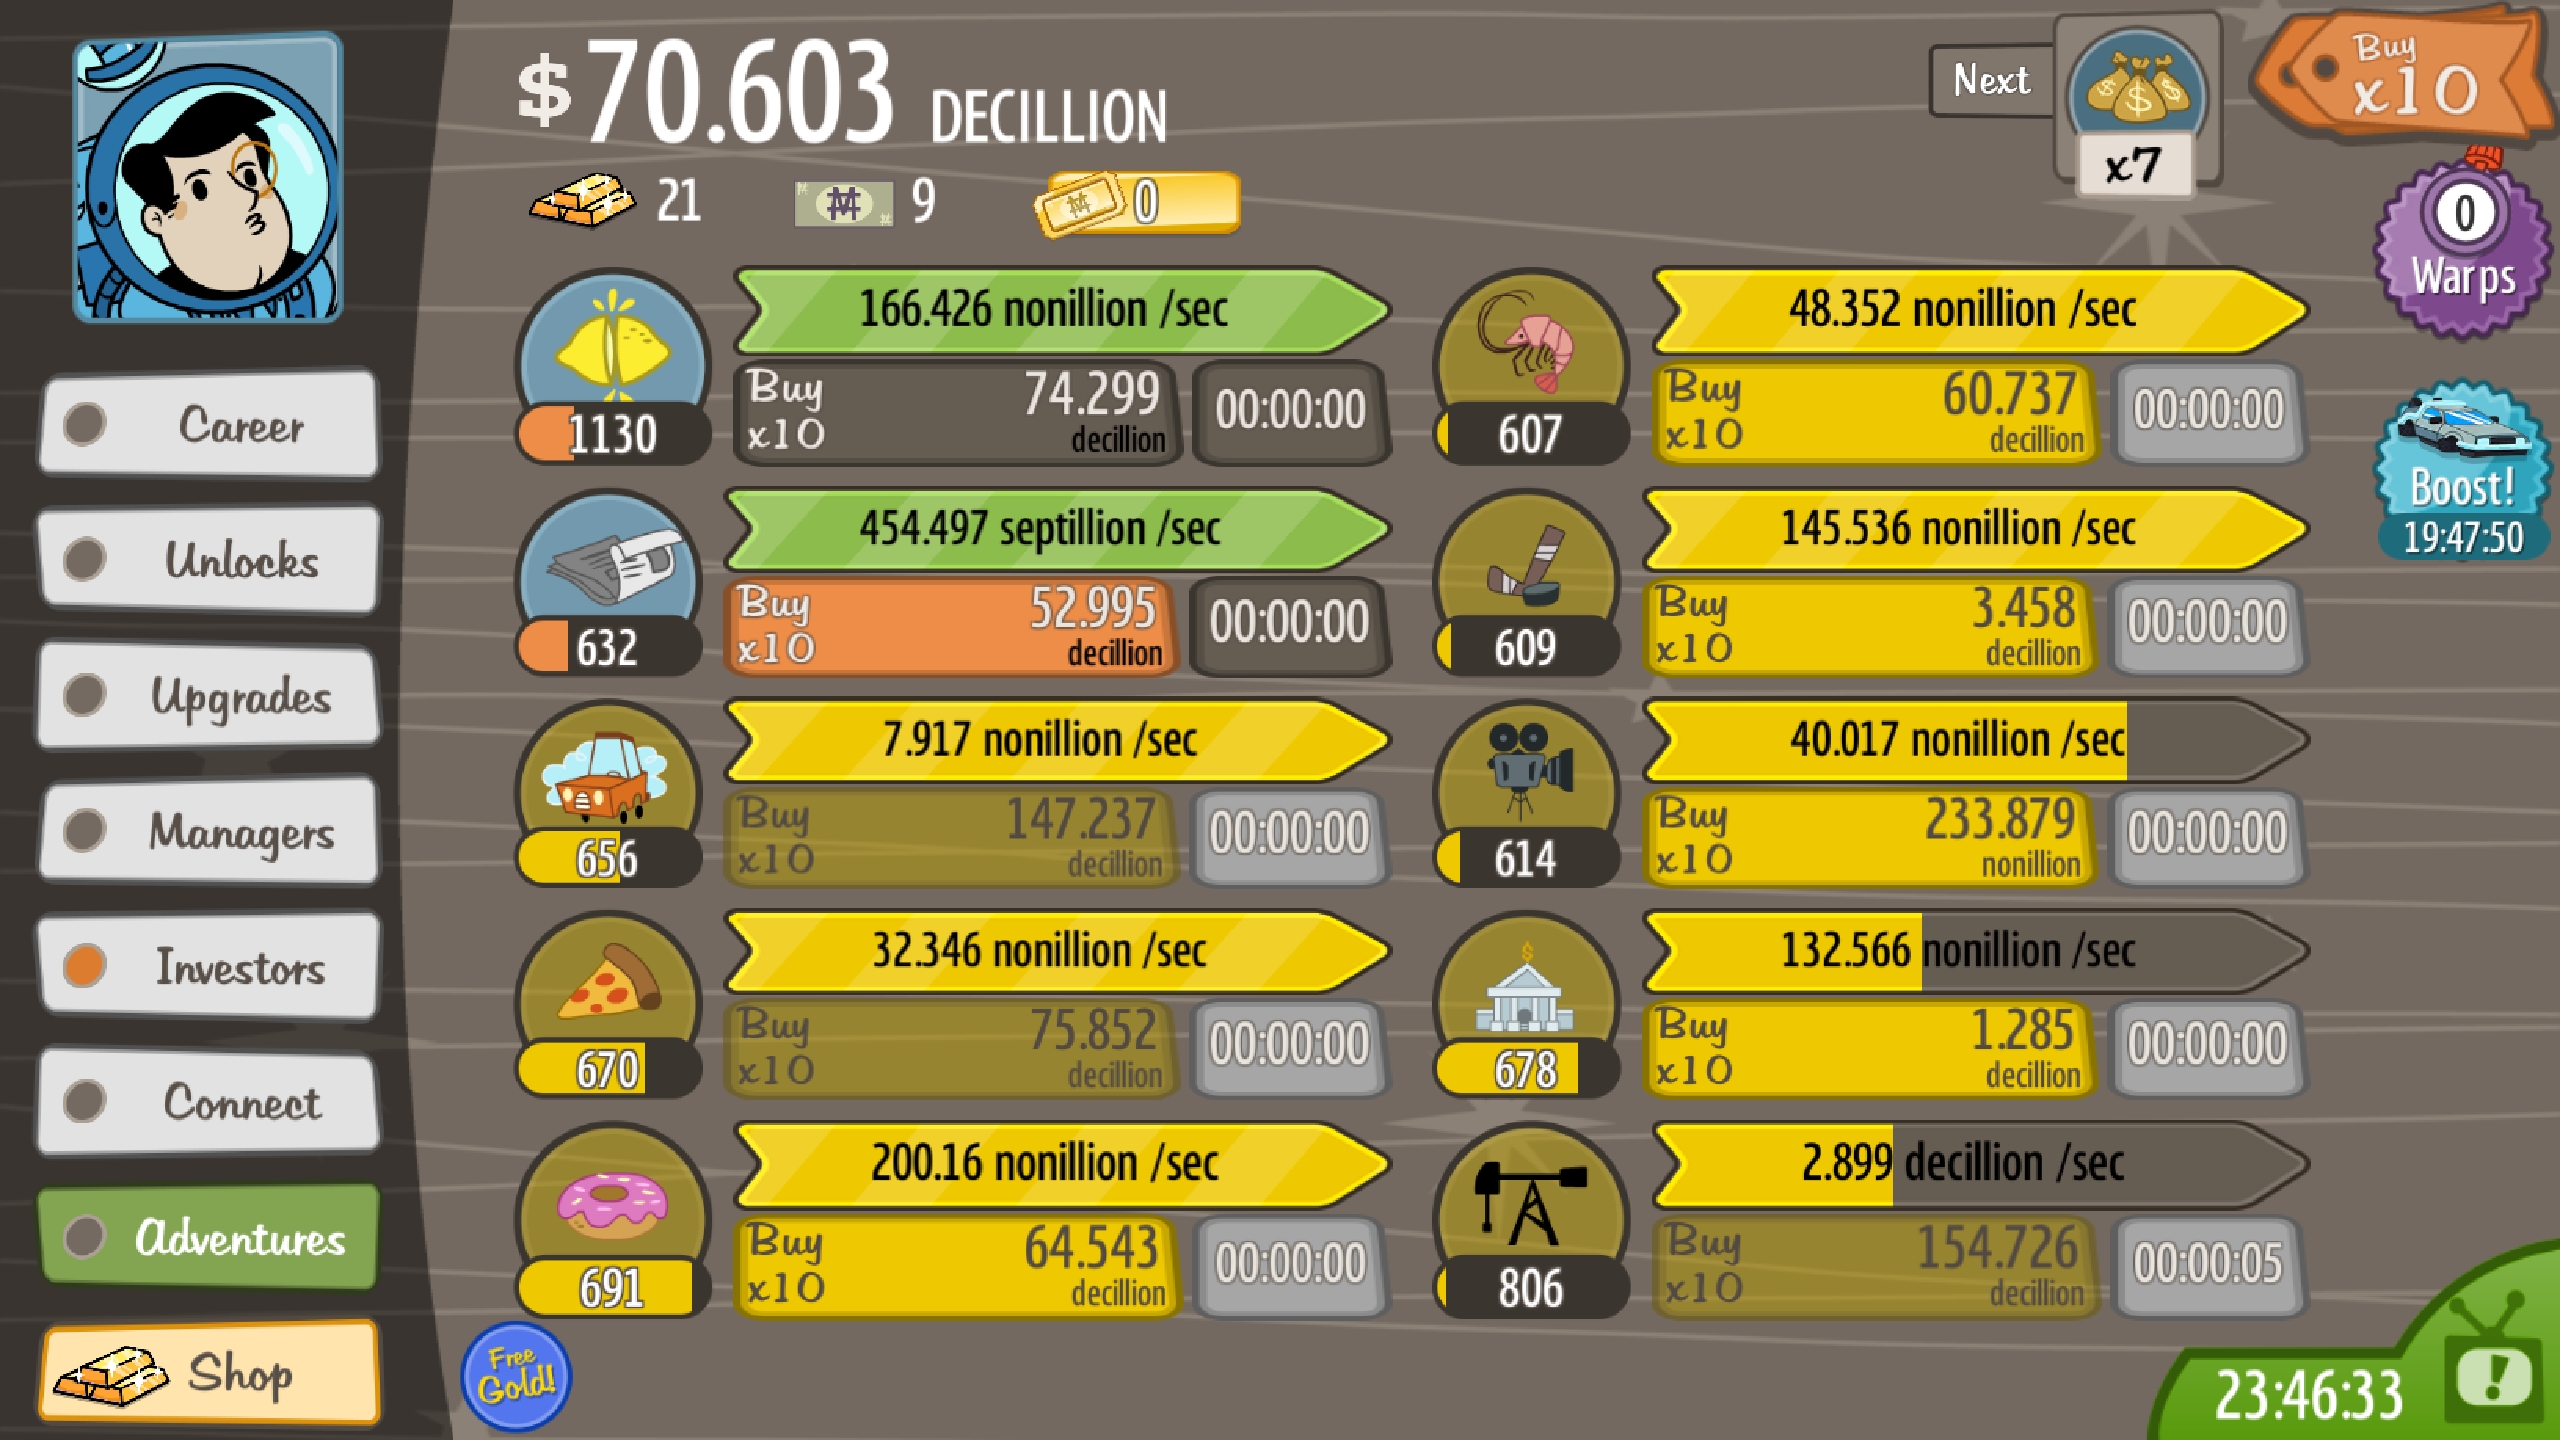 $70.603 DECILLION
Next
x7
Buy
x10
21
9
0
0
Warps
Boost!
19:47:50
Career
Unlocks
Upgrades
Managers
Investors
Connect
Adventures
Shop
166.426 nonillion /sec
1130
Buy
x10
74.299
decillion
00:00:00
48.352 nonillion /sec
607
Buy
x10
60.737
decillion
00:00:00
454.497 septillion /sec
632
Buy
x10
52.995
decillion
00:00:00
145.536 nonillion /sec
609
Buy
x10
3.458
decillion
00:00:00
7.917 nonillion /sec
656
Buy
x10
147.237
decillion
00:00:00
40.017 nonillion /sec
614
Buy
x10
233.879
nonillion
00:00:00
32.346 nonillion /sec
670
Buy
x10
75.852
decillion
00:00:00
132.566 nonillion /sec
678
Buy
x10
1.285
decillion
00:00:00
200.16 nonillion /sec
691
Buy
x10
64.543
decillion
00:00:00
2.899 decillion /sec
806
Buy
x10
154.726
decillion
00:00:05
Free
Gold!
23:46:33